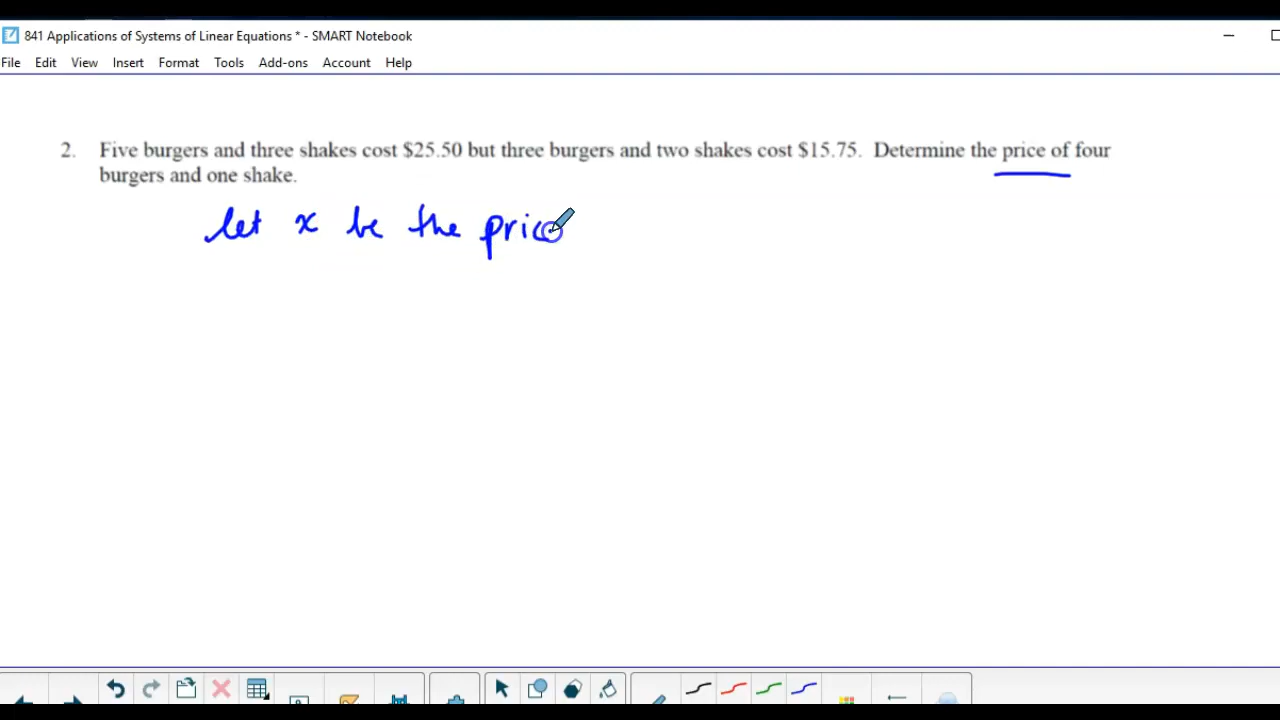 841 Applications of Systems of Linear Equations * - SMART Notebook
File Edit View Insert Format Tools Add-ons Account Help
2. Five burgers and three shakes cost $25.50 but three burgers and two shakes cost $15.75. Determine the price of four
burgers and one shake.
let x be the price